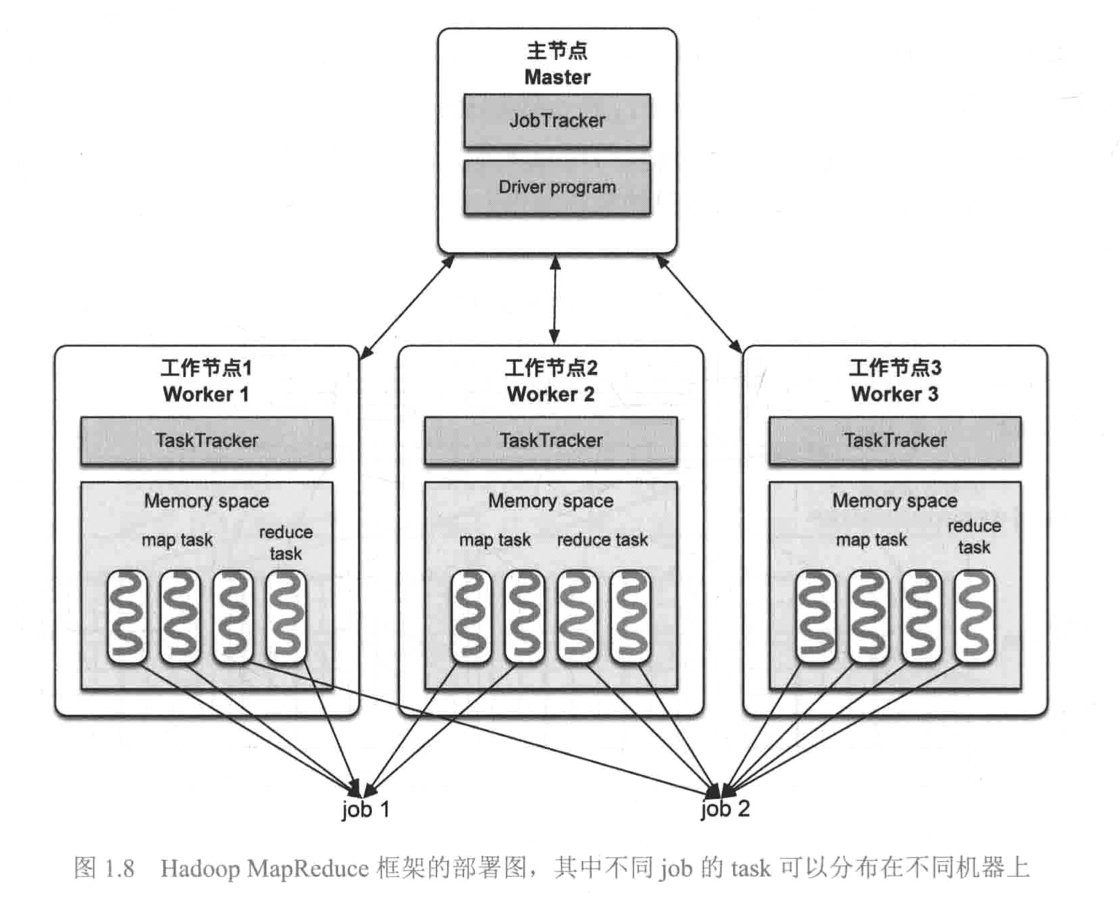 主节点
Master
JobTracker
Driver program
工作节点1
Worker 1
TaskTracker
Memory space
map task
reduce
task
工作节点2
Worker 2
TaskTracker
Memory space
map task
reduce task
工作节点3
Worker 3
TaskTracker
Memory space
map task
reduce
task
job 1
job 2
图 1.8 Hadoop MapReduce 框架的部署图，其中不同 job 的 task 可以分布在不同机器上